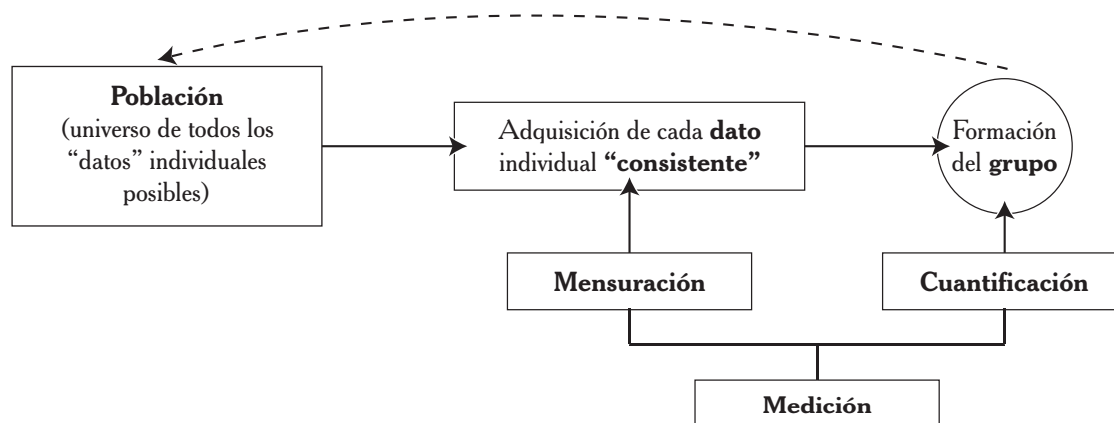 Población
(universo de todos los
“datos” individuales
posibles)
Adquisición de cada dato
individual “consistente”
Formación
del grupo
Mensuración
Cuantificación
Medición